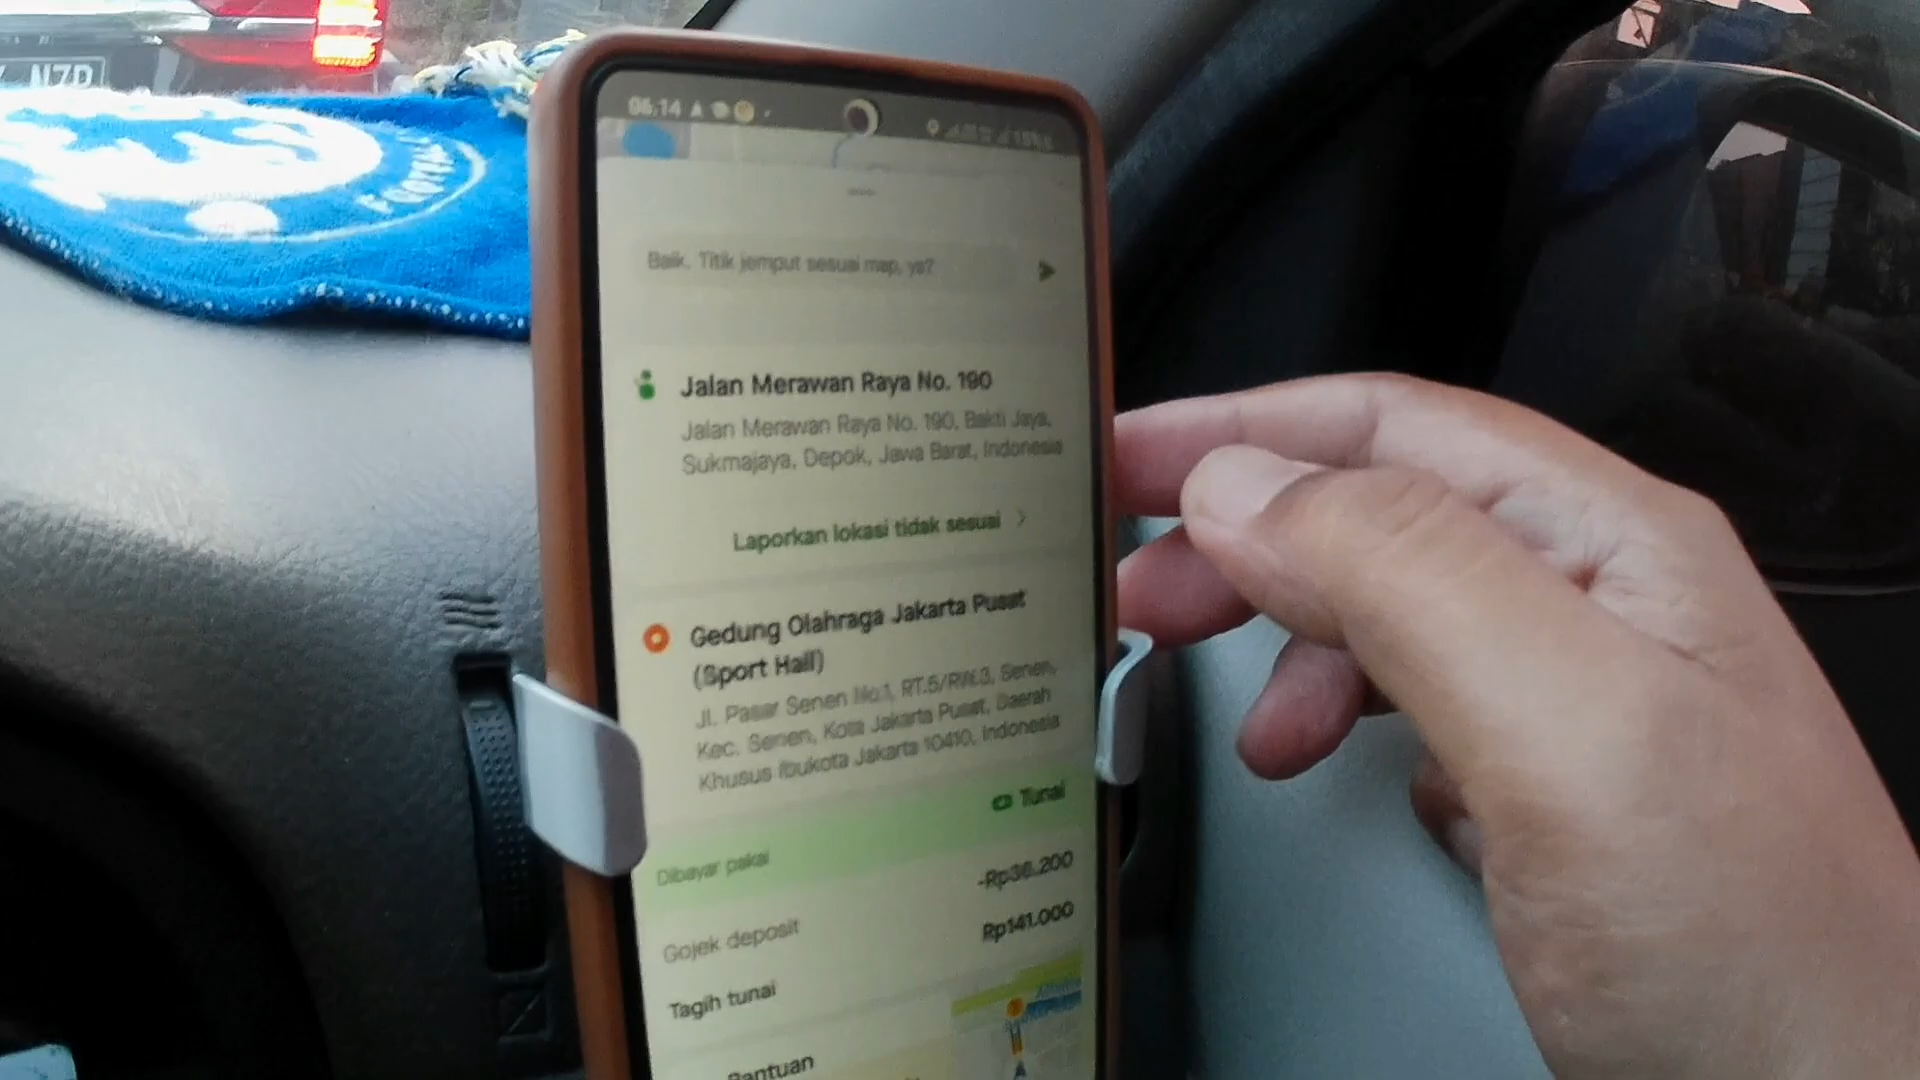 NZP
06.14
Baik. Titik jemput sesuai map, ya?
Jalan Merawan Raya No. 190
Jalan Merawan Raya No. 190, Bakti Jaya,
Sukmajaya, Depok, Jawa Barat, Indonesia
Laporkan lokasi tidak sesuai
Gedung Olahraga Jakarta Pusat
(Sport Hall)
Jl. Pasar Senen No.1, RT.5/RW.3, Senen,
Kec. Senen, Kota Jakarta Pusat, Daerah
Khusus Ibukota Jakarta 10410, Indonesia
Dibayar pakai Tunai
Gojek deposit -Rp36.200
Tagih tunai Rp141.000
Bantuan